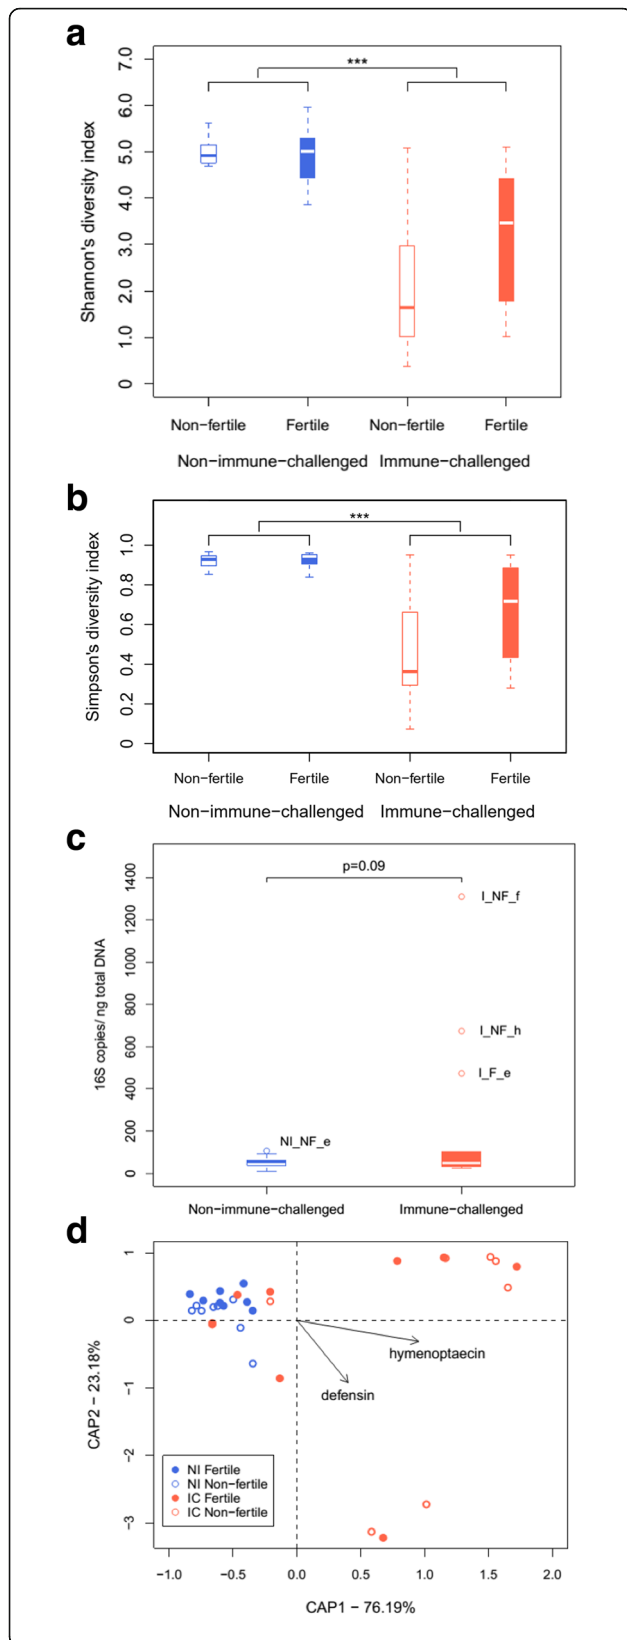 a
Shannon's diversity index
7.0
6.0
5.0
4.0
3.0
2.0
1.0
0
***
Non-fertile Fertile Non-fertile Fertile
Non-immune-challenged Immune-challenged
b
Simpson's diversity index
1.0
0.8
0.6
0.4
0.2
0
***
Non-fertile Fertile Non-fertile Fertile
Non-immune-challenged Immune-challenged
c
16S copies/ ng total DNA
1400
1200
1000
800
600
400
200
0
p=0.09
I_NF_f
I_NF_h
I_F_e
NI_NF_e
Non-immune-challenged Immune-challenged
d
CAP2 - 23.18%
1
0
-1
-2
-3
hymenoptaecin
defensin
NI Fertile
NI Non-fertile
IC Fertile
IC Non-fertile
-1.0 -0.5 0.0 0.5 1.0 1.5 2.0
CAP1 - 76.19%